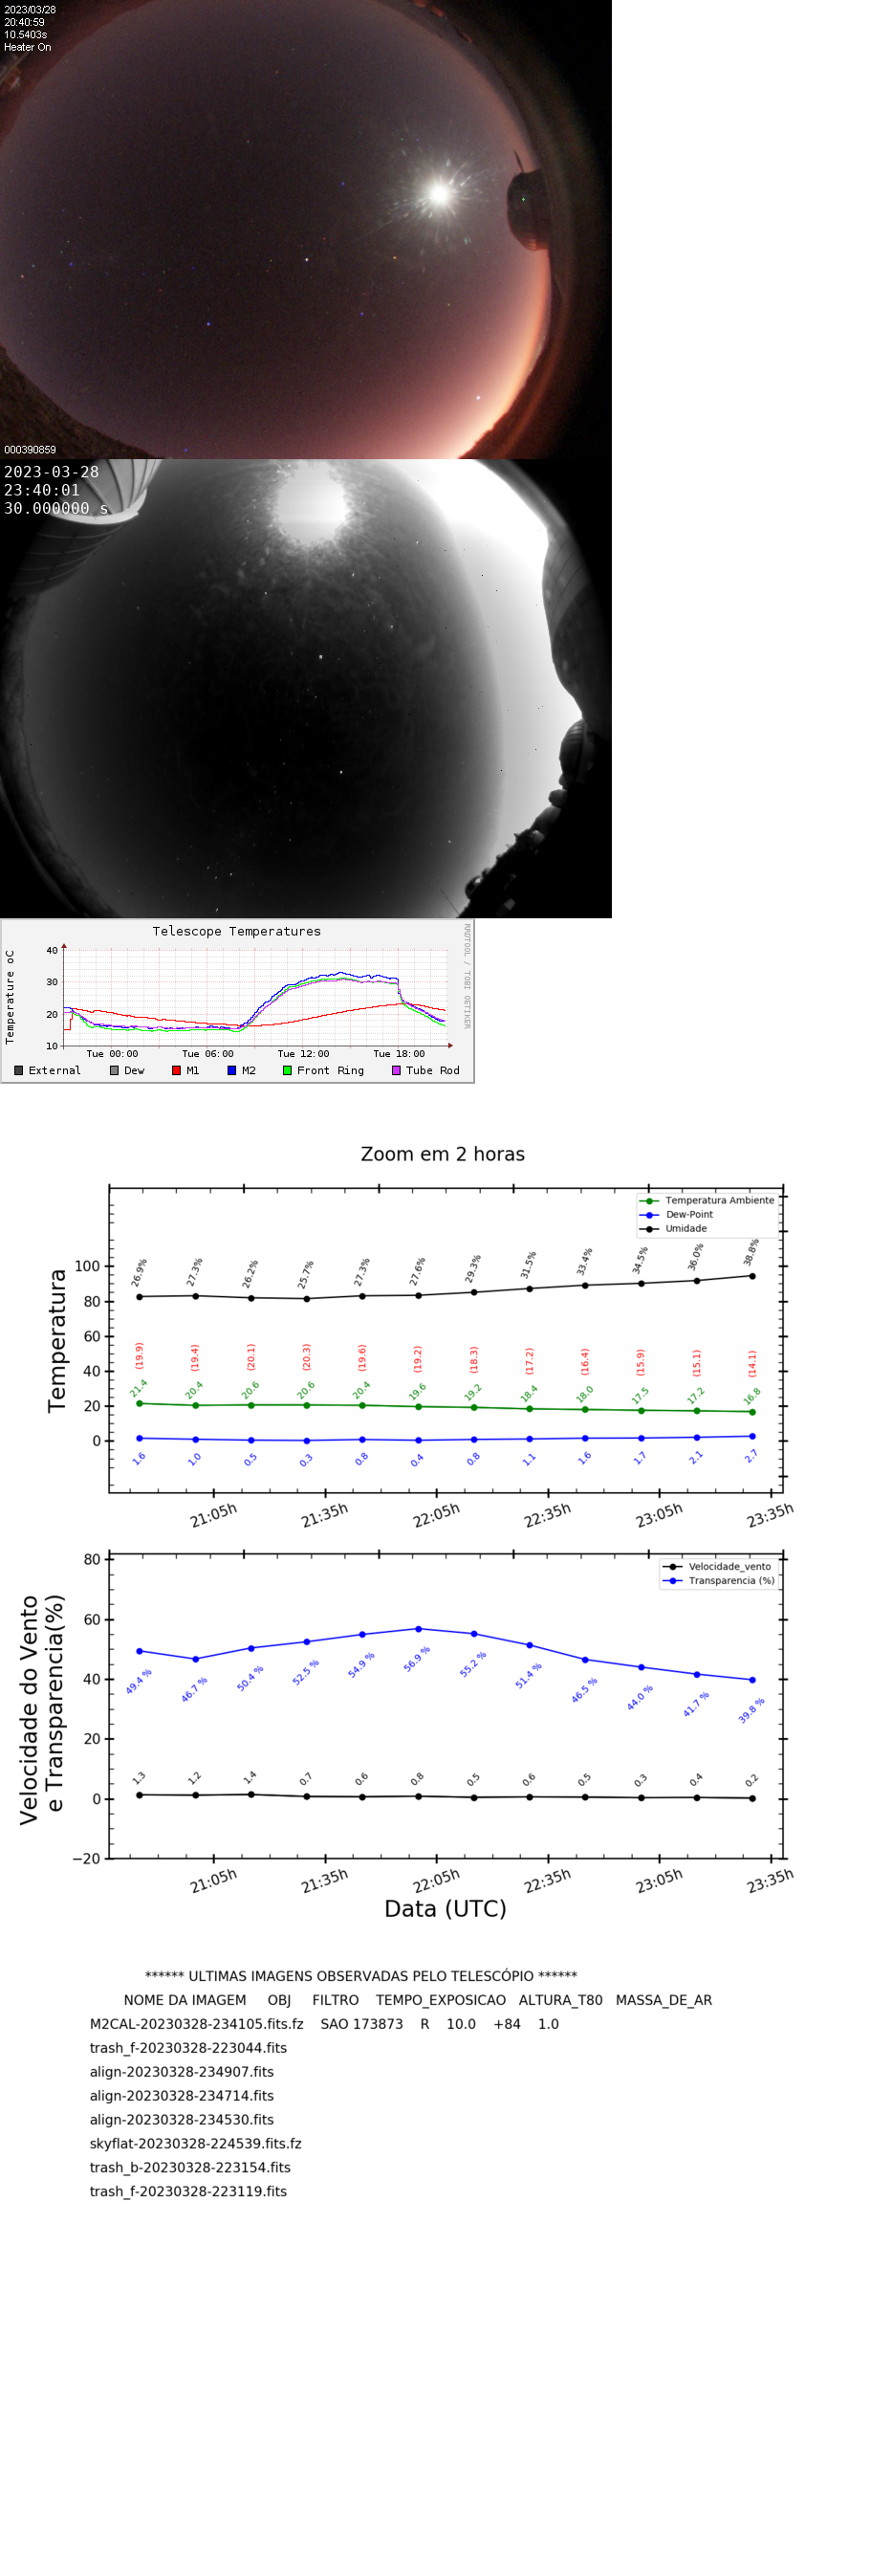 2023/03/28
20:40:59
10.5403s
Heater On
000390859
2023-03-28
23:40:01
30.000000 s
Telescope Temperatures
RRDTOOL / TOBI OETIKER
Temperature oC
40
30
20
10
Tue 00:00 Tue 06:00 Tue 12:00 Tue 18:00
External Dew M1 M2 Front Ring Tube Rod
Zoom em 2 horas
Temperatura Ambiente
Dew-Point
Umidade
Temperatura
100
80
60
40
20
0
26.9% 27.3% 26.2% 25.7% 27.3% 27.6% 29.3% 31.5% 33.4% 34.5% 36.0% 38.8%
(19.9) (19.4) (20.1) (20.3) (19.6) (19.2) (18.3) (17.2) (16.4) (15.9) (15.1) (14.1)
21.4 20.4 20.6 20.6 20.4 19.6 19.2 18.4 18.0 17.5 17.2 16.8
1.6 1.0 0.5 0.3 0.8 0.4 0.8 1.1 1.6 1.7 2.1 2.7
21:05h 21:35h 22:05h 22:35h 23:05h 23:35h
Velocidade_vento
Transparencia (%)
Velocidade do Vento
e Transparencia(%)
80
60
40
20
0
−20
49.4 % 46.7 % 50.4 % 52.5 % 54.9 % 56.9 % 55.2 % 51.4 % 46.5 % 44.0 % 41.7 % 39.8 %
1.3 1.2 1.4 0.7 0.6 0.8 0.5 0.6 0.5 0.3 0.4 0.2
21:05h 21:35h 22:05h 22:35h 23:05h 23:35h
Data (UTC)
****** ULTIMAS IMAGENS OBSERVADAS PELO TELESCÓPIO ******
NOME DA IMAGEM OBJ FILTRO TEMPO_EXPOSICAO ALTURA_T80 MASSA_DE_AR
M2CAL-20230328-234105.fits.fz SAO 173873 R 10.0 +84 1.0
trash_f-20230328-223044.fits
align-20230328-234907.fits
align-20230328-234714.fits
align-20230328-234530.fits
skyflat-20230328-224539.fits.fz
trash_b-20230328-223154.fits
trash_f-20230328-223119.fits